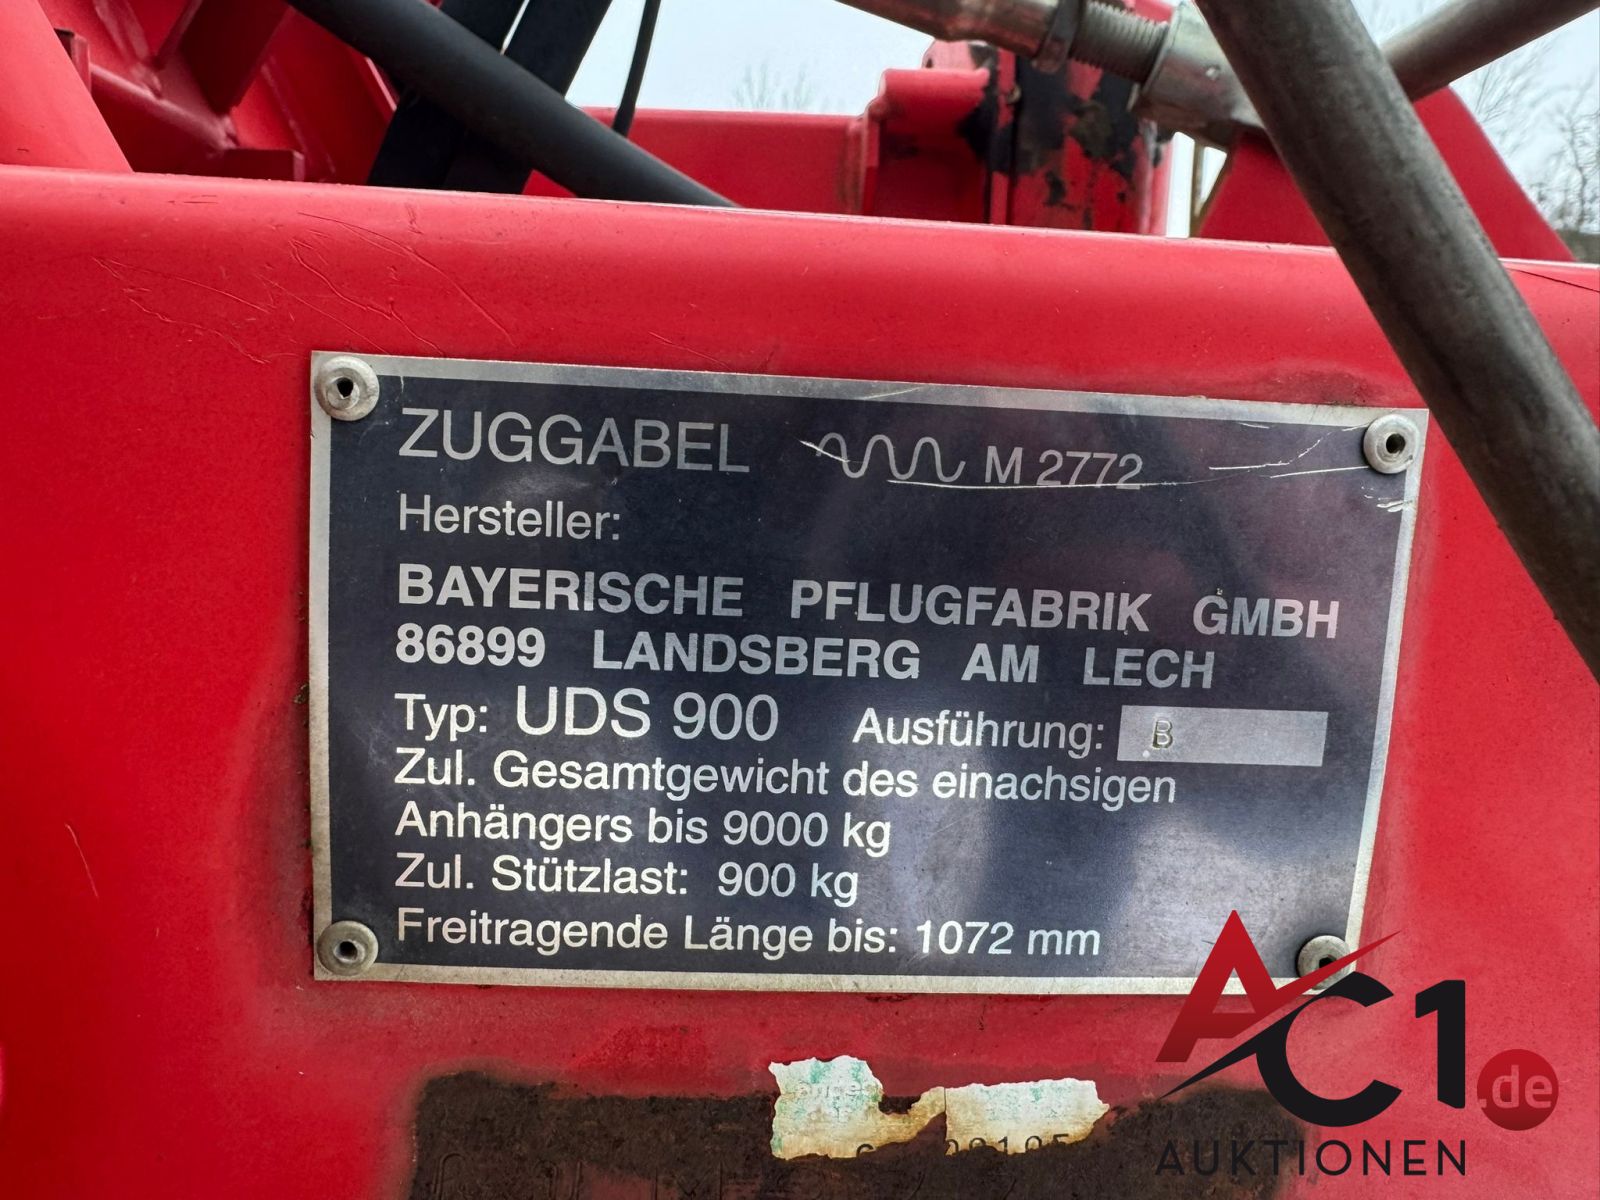 ZUGGABEL M 2772
Hersteller:
BAYERISCHE PFLUGFABRIK GMBH
86899 LANDSBERG AM LECH
Typ: UDS 900 Ausführung: B
Zul. Gesamtgewicht des einachsigen
Anhängers bis 9000 kg
Zul. Stützlast: 900 kg
Freitragende Länge bis: 1072 mm
AC1.de
AUKTIONEN